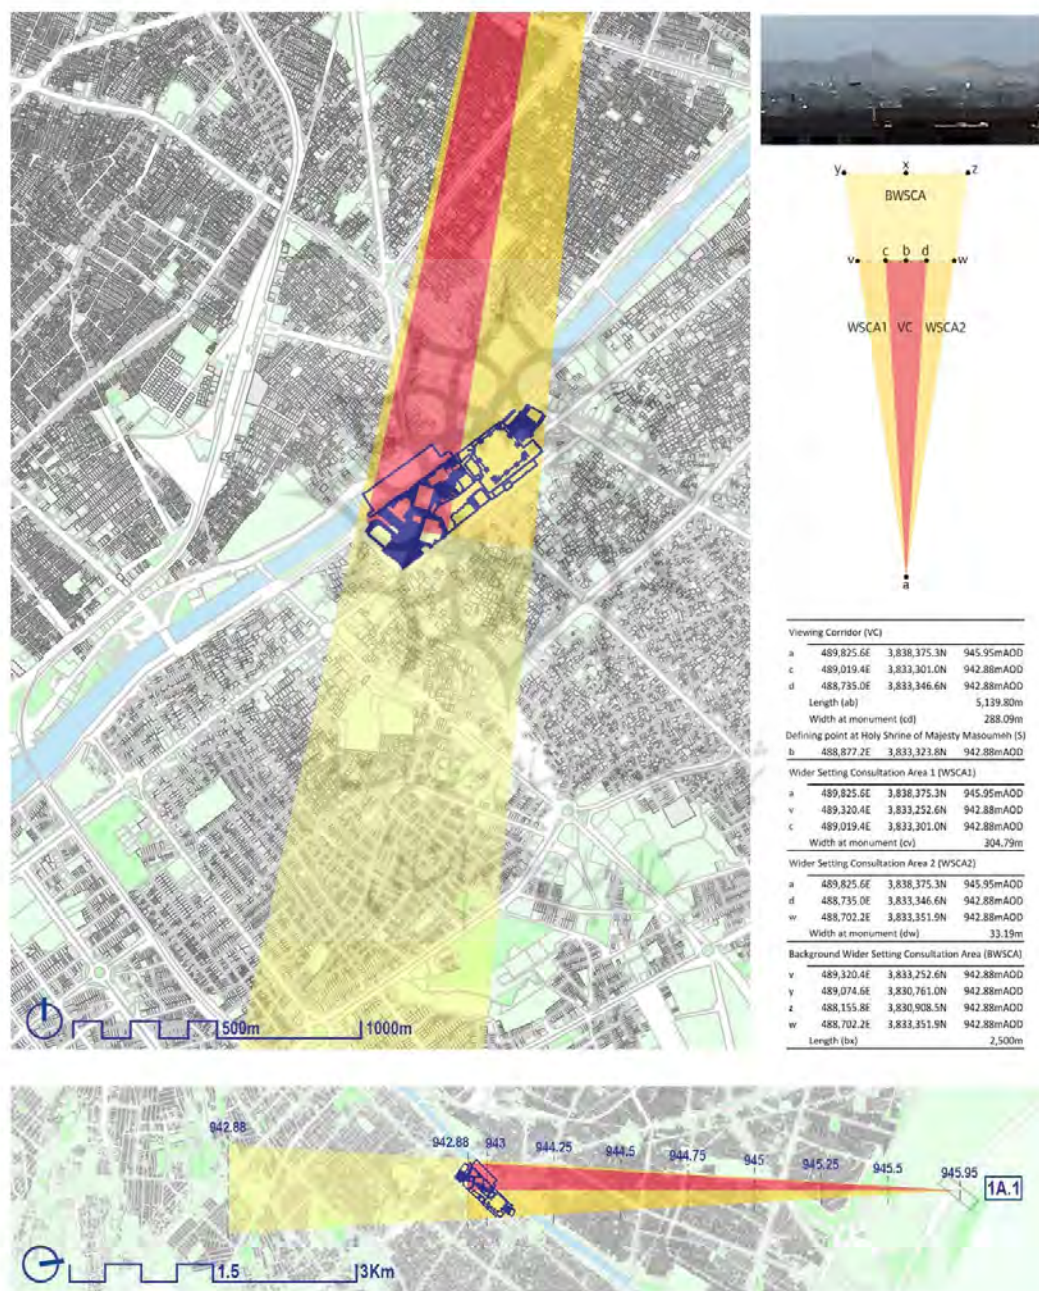 y x z
BWSCA
v c b d w
WSCA1 VC WSCA2
a
500m 1000m
Viewing Corridor (VC)
a 489,825.6E 3,838,375.3N 945.95mAOD
c 489,019.4E 3,833,301.0N 942.88mAOD
d 488,735.0E 3,833,346.6N 942.88mAOD
Length (ab) 5,139.80m
Width at monument (cd) 288.09m
Defining point at Holy Shrine of Majesty Masoumeh (S)
b 488,877.2E 3,833,323.8N 942.88mAOD
Wider Setting Consultation Area 1 (WSCA1)
a 489,825.6E 3,838,375.3N 945.95mAOD
v 489,320.4E 3,833,252.6N 942.88mAOD
c 489,019.4E 3,833,301.0N 942.88mAOD
Width at monument (cv) 304.79m
Wider Setting Consultation Area 2 (WSCA2)
a 489,825.6E 3,838,375.3N 945.95mAOD
d 488,735.0E 3,833,346.6N 942.88mAOD
w 488,702.2E 3,833,351.9N 942.88mAOD
Width at monument (dw) 33.19m
Background Wider Setting Consultation Area (BWSCA)
v 489,320.4E 3,833,252.6N 942.88mAOD
y 489,074.6E 3,830,761.0N 942.88mAOD
z 488,155.8E 3,830,908.5N 942.88mAOD
w 488,702.2E 3,833,351.9N 942.88mAOD
Length (bx) 2,500m
942.88 942.88 943 944.25 944.5 944.75 945 945.25 945.5 945.95
1A.1
1.5 3Km